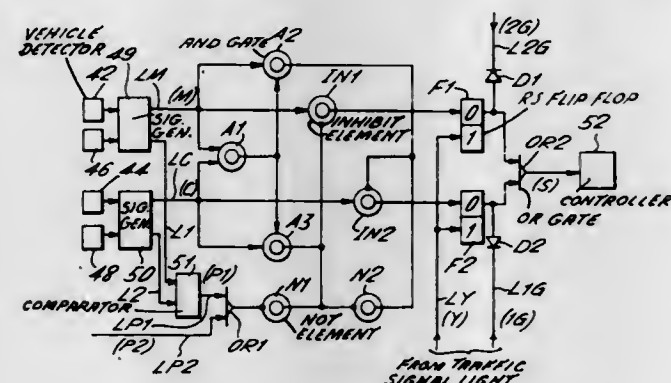 VEHICLE
DETECTOR
49
42
LM
(M)
SIG.
GEN.
46
44
LC
(C)
SIG.
GEN.
L1
48
50
51
L2
(P1)
COMPARATOR
LP1
(P2)
LP2
OR1
AND GATE
A2
A1
A3
IN1
INHIBIT
ELEMENT
IN2
N1
N2
NOT
ELEMENT
(2G)
L2G
D1
F1
0
1
RS FLIP FLOP
OR2
52
(S)
CONTROLLER
OR GATE
0
1
F2
D2
LY
(Y)
L1G
(1G)
FROM TRAFFIC
SIGNAL LIGHT